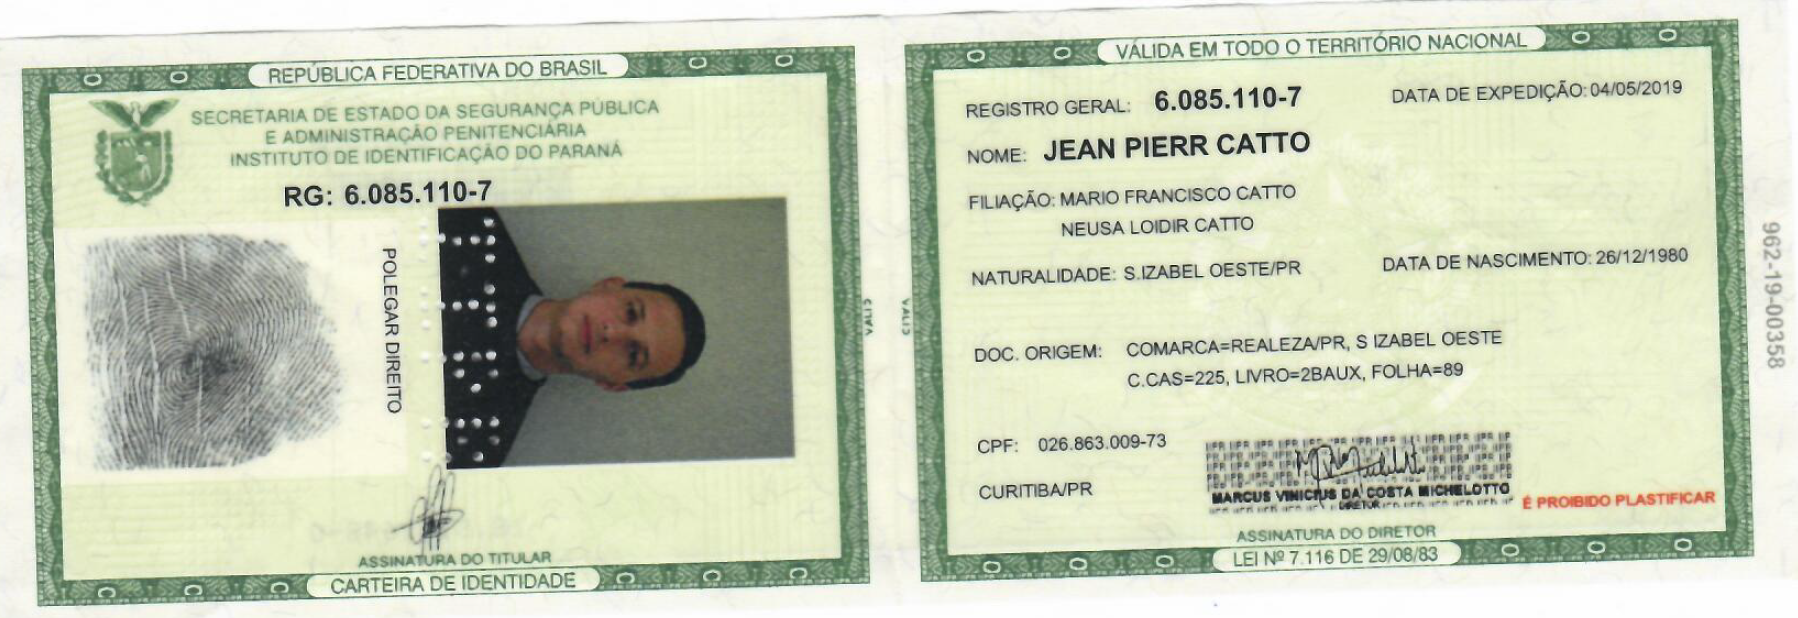 REPÚBLICA FEDERATIVA DO BRASIL
SECRETARIA DE ESTADO DA SEGURANÇA PÚBLICA
E ADMINISTRAÇÃO PENITENCIÁRIA
INSTITUTO DE IDENTIFICAÇÃO DO PARANÁ
RG: 6.085.110-7
POLEGAR DIREITO
ASSINATURA DO TITULAR
CARTEIRA DE IDENTIDADE
VÁLIDA EM TODO O TERRITÓRIO NACIONAL
REGISTRO GERAL: 6.085.110-7 DATA DE EXPEDIÇÃO: 04/05/2019
NOME: JEAN PIERR CATTO
FILIAÇÃO: MARIO FRANCISCO CATTO
NEUSA LOIDIR CATTO
NATURALIDADE: S.IZABEL OESTE/PR DATA DE NASCIMENTO: 26/12/1980
DOC. ORIGEM: COMARCA=REALEZA/PR, S IZABEL OESTE
C.CAS=225, LIVRO=2BAUX, FOLHA=89
CPF: 026.863.009-73
CURITIBA/PR
MARCUS VINICIUS DA COSTA MICHELOTTO
DIRETOR
É PROIBIDO PLASTIFICAR
ASSINATURA DO DIRETOR
LEI Nº 7.116 DE 29/08/83
962-19-00358